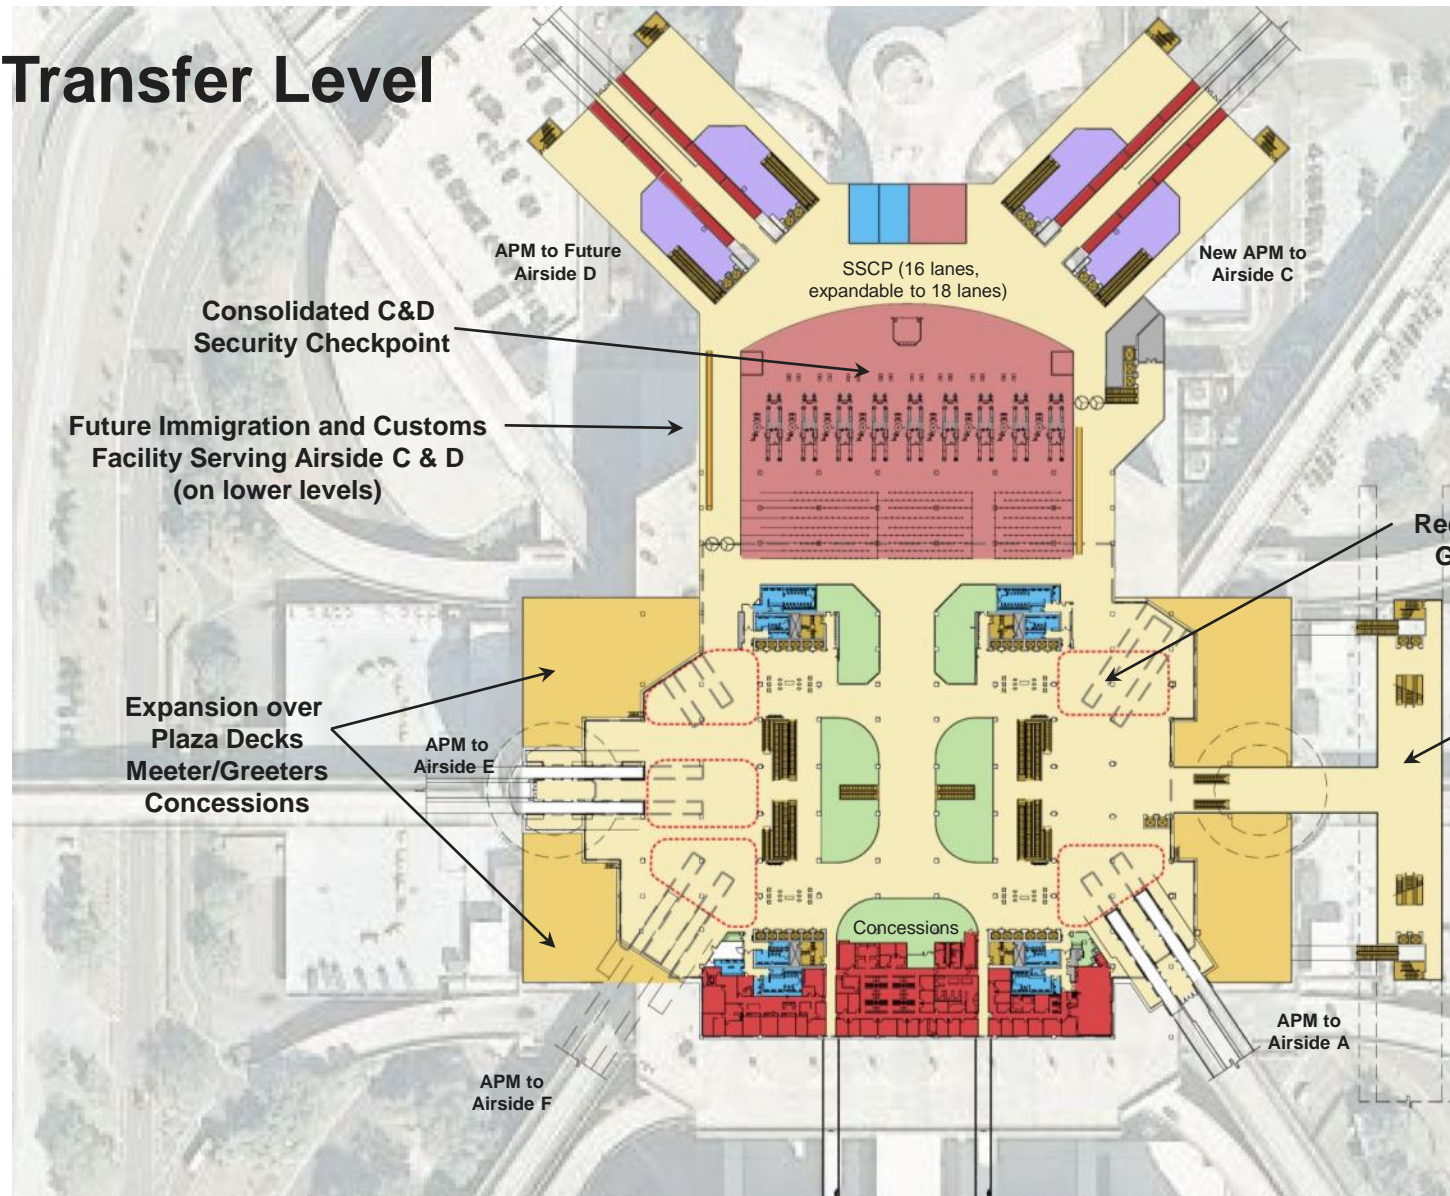 Transfer Level
APM to Future
Airside D
New APM to
Airside C
SSCP (16 lanes,
expandable to 18 lanes)
Consolidated C&D
Security Checkpoint
Future Immigration and Customs
Facility Serving Airside C & D
(on lower levels)
Expansion over
Plaza Decks
Meeter/Greeters
Concessions
APM to
Airside E
Concessions
APM to
Airside A
APM to
Airside F